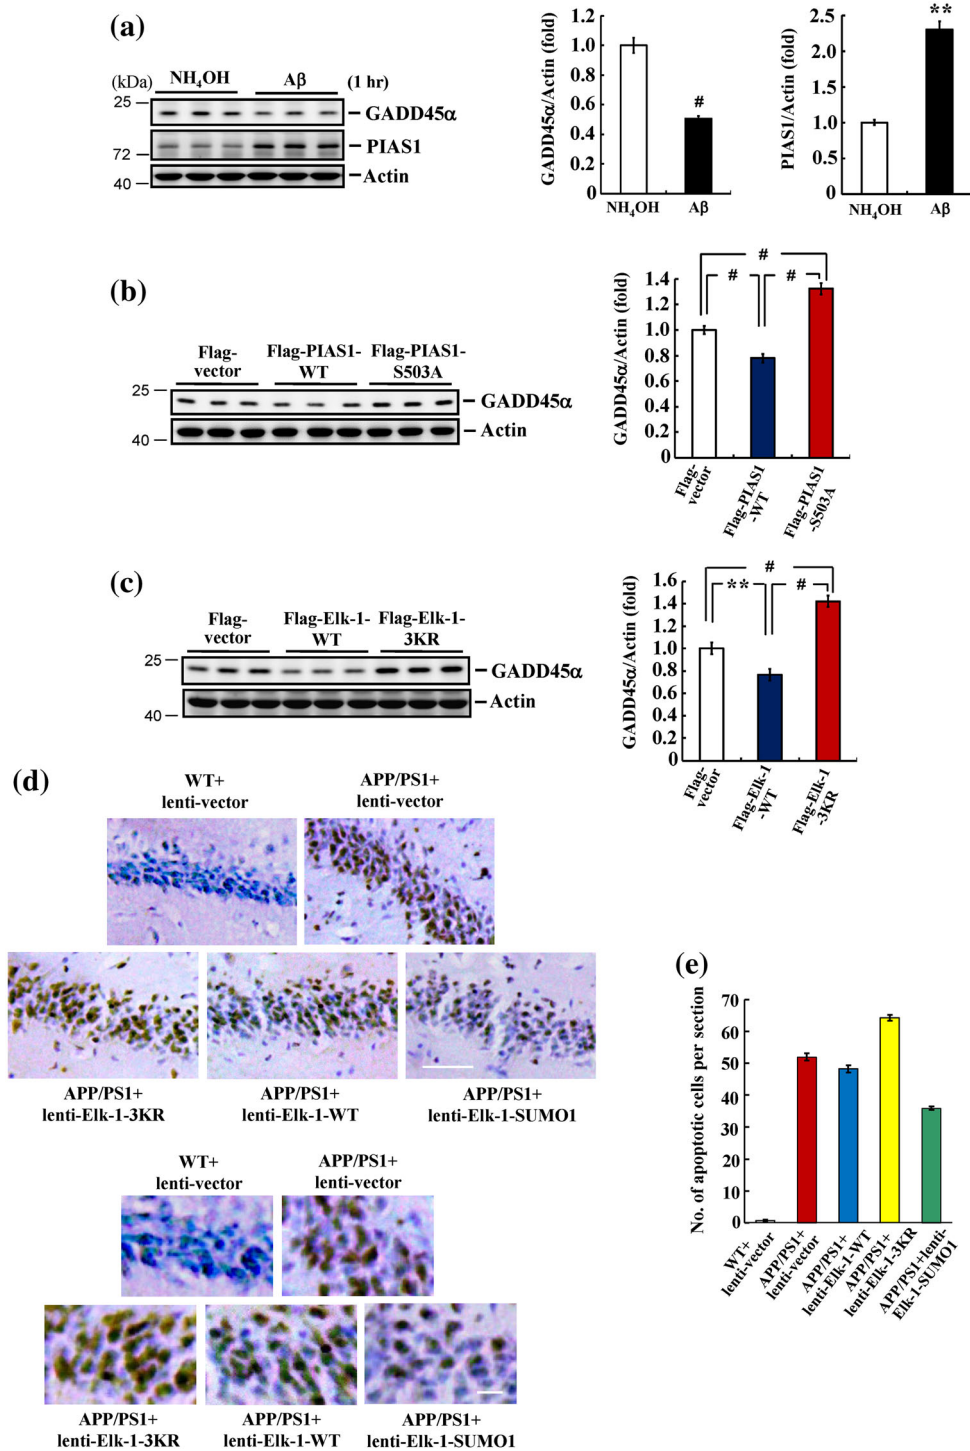 (a)
(kDa) NH4OH Aβ (1 hr)
25
GADD45α
PIAS1
72
Actin
40
GADD45α/Actin (fold)
1.2
1.0
0.8
0.6
0.4
0.2
0
#
NH4OH Aβ
PIAS1/Actin (fold)
2.5
2.0
1.5
1.0
0.5
0
**
NH4OH Aβ
(b)
Flag-vector
Flag-PIAS1-WT
Flag-PIAS1-S503A
25
GADD45α
Actin
40
GADD45α/Actin (fold)
1.4
1.2
1.0
0.8
0.6
0.4
0.2
0
#
# #
Flag-vector
Flag-PIAS1-WT
Flag-PIAS1-S503A
(c)
Flag-vector
Flag-Elk-1-WT
Flag-Elk-1-3KR
25
GADD45α
Actin
40
GADD45α/Actin (fold)
1.6
1.4
1.2
1.0
0.8
0.6
0.4
0.2
0
#
** #
Flag-vector
Flag-Elk-1-WT
Flag-Elk-1-3KR
(d)
WT+
lenti-vector
APP/PS1+
lenti-vector
APP/PS1+
lenti-Elk-1-3KR
APP/PS1+
lenti-Elk-1-WT
APP/PS1+
lenti-Elk-1-SUMO1
WT+
lenti-vector
APP/PS1+
lenti-vector
APP/PS1+
lenti-Elk-1-3KR
APP/PS1+
lenti-Elk-1-WT
APP/PS1+
lenti-Elk-1-SUMO1
(e)
No. of apoptotic cells per section
70
60
50
40
30
20
10
0
WT+
lenti-vector
APP/PS1+
lenti-vector
APP/PS1+
lenti-Elk-1-WT
APP/PS1+
lenti-Elk-1-3KR
APP/PS1+lenti-
Elk-1-SUMO1